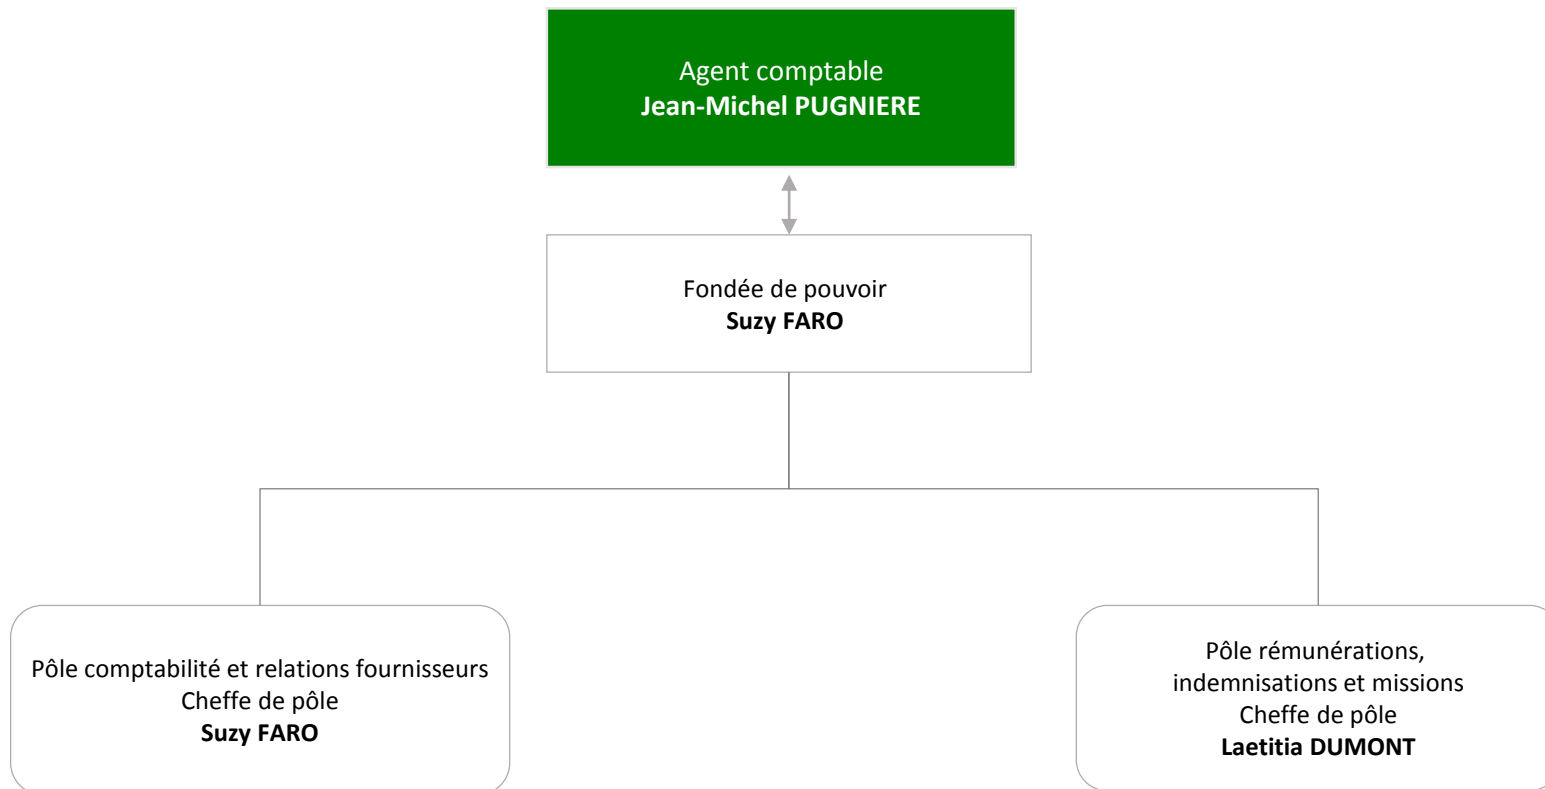 Agent comptable
Jean-Michel PUGNIERE
Fondée de pouvoir
Suzy FARO
Pôle comptabilité et relations fournisseurs
Cheffe de pôle
Suzy FARO
Pôle rémunérations,
indemnisations et missions
Cheffe de pôle
Laetitia DUMONT